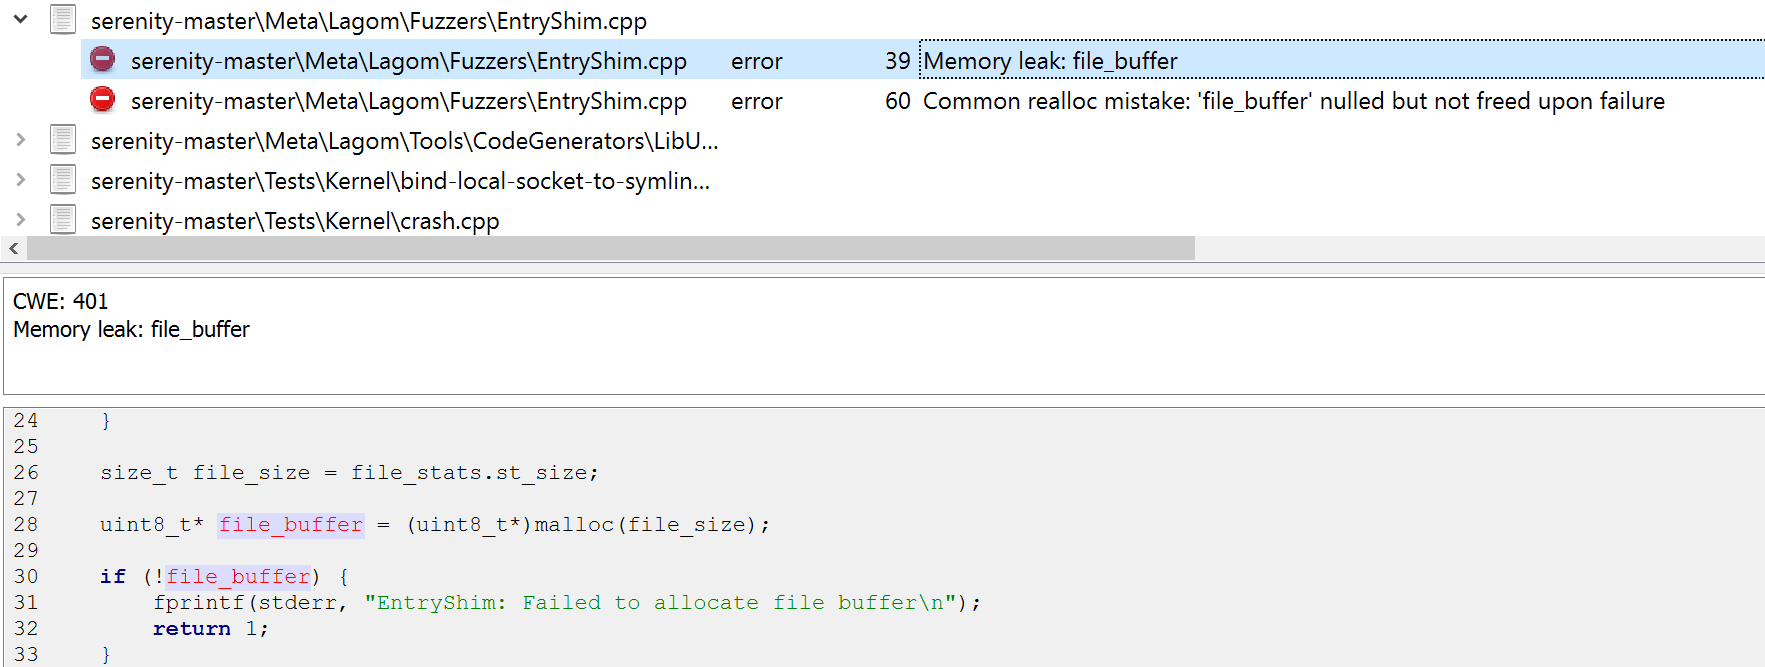 serenity-master\Meta\Lagom\Fuzzers\EntryShim.cpp
serenity-master\Meta\Lagom\Fuzzers\EntryShim.cpp error 39 Memory leak: file_buffer
serenity-master\Meta\Lagom\Fuzzers\EntryShim.cpp error 60 Common realloc mistake: 'file_buffer' nulled but not freed upon failure
serenity-master\Meta\Lagom\Tools\CodeGenerators\LibU...
serenity-master\Tests\Kernel\bind-local-socket-to-symlin...
serenity-master\Tests\Kernel\crash.cpp
CWE: 401
Memory leak: file_buffer
24 }
25
26 size_t file_size = file_stats.st_size;
27
28 uint8_t* file_buffer = (uint8_t*)malloc(file_size);
29
30 if (!file_buffer) {
31 fprintf(stderr, "EntryShim: Failed to allocate file buffer\n");
32 return 1;
33 }